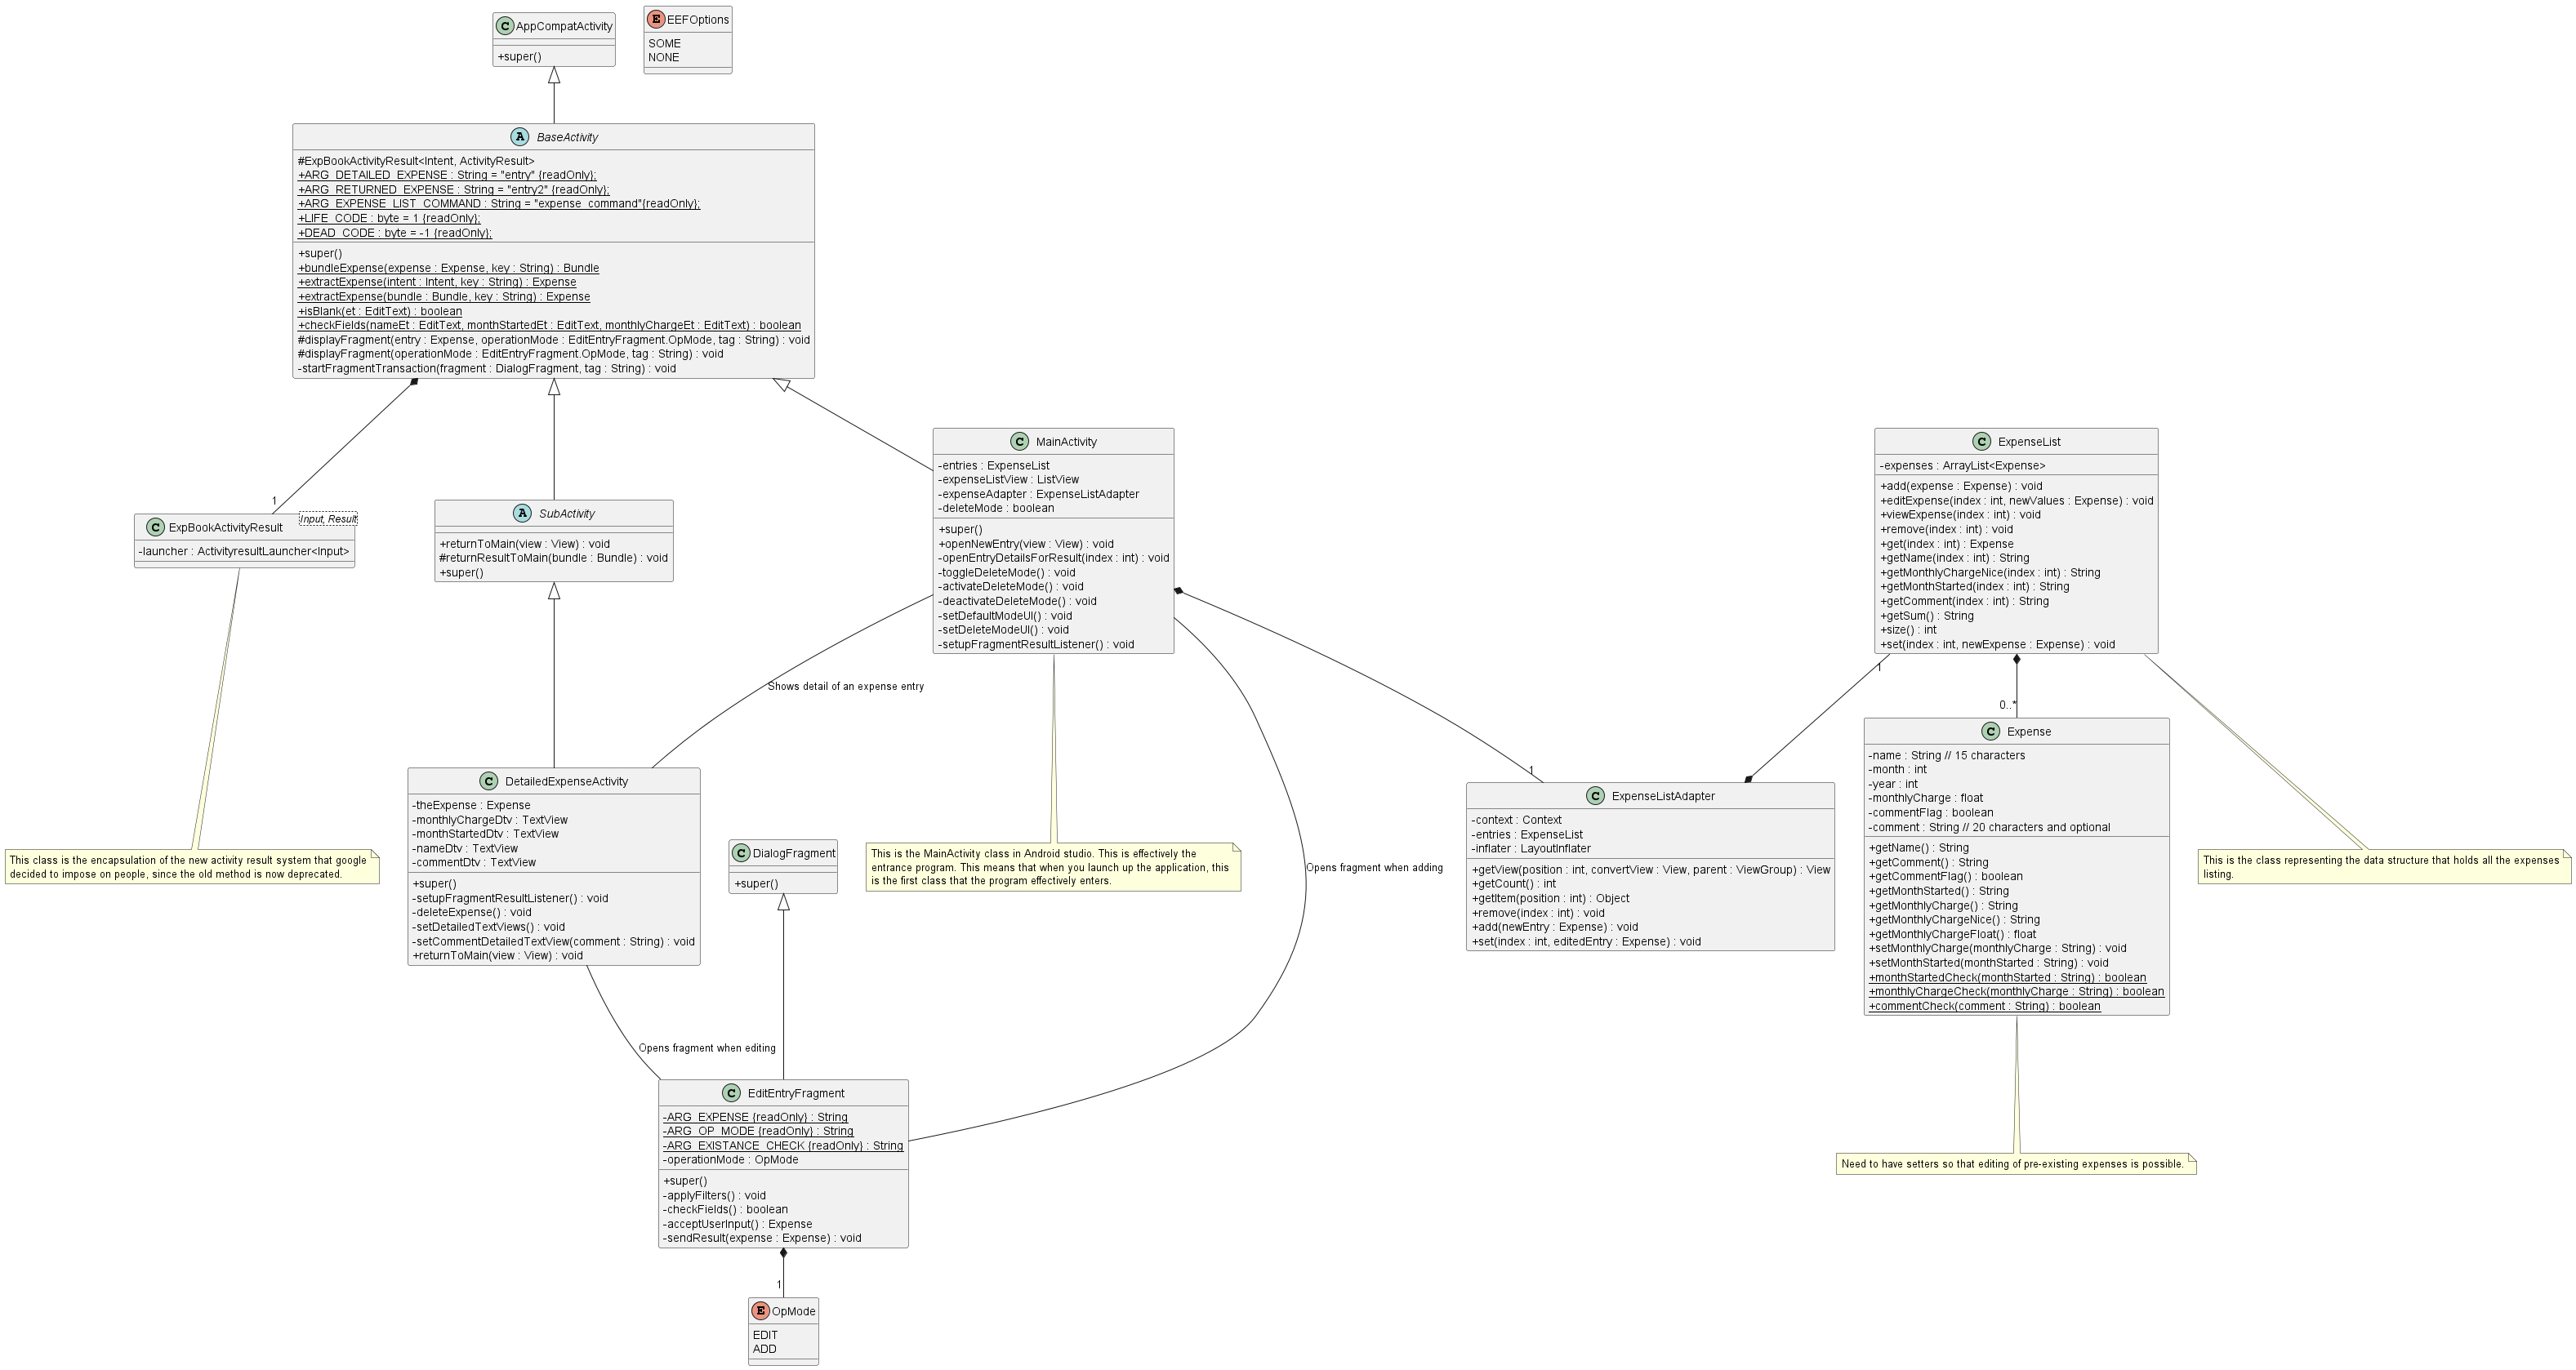 C AppCompatActivity
+super()
E EEFOptions
SOME
NONE
A BaseActivity
#ExpBookActivityResult<Intent, ActivityResult>
+ARG_DETAILED_EXPENSE : String = "entry" {readOnly};
+ARG_RETURNED_EXPENSE : String = "entry2" {readOnly};
+ARG_EXPENSE_LIST_COMMAND : String = "expense_command"{readOnly};
+LIFE_CODE : byte = 1 {readOnly};
+DEAD_CODE : byte = -1 {readOnly};
+super()
+bundleExpense(expense : Expense, key : String) : Bundle
+extractExpense(intent : Intent, key : String) : Expense
+extractExpense(bundle : Bundle, key : String) : Expense
+isBlank(et : EditText) : boolean
+checkFields(nameEt : EditText, monthStartedEt : EditText, monthlyChargeEt : EditText) : boolean
#displayFragment(entry : Expense, operationMode : EditEntryFragment.OpMode, tag : String) : void
#displayFragment(operationMode : EditEntryFragment.OpMode, tag : String) : void
-startFragmentTransaction(fragment : DialogFragment, tag : String) : void
1
C ExpBookActivityResult
Input, Result
-launcher : ActivityresultLauncher<Input>
A SubActivity
+returnToMain(view : View) : void
#returnResultToMain(bundle : Bundle) : void
+super()
C MainActivity
-entries : ExpenseList
-expenseListView : ListView
-expenseAdapter : ExpenseListAdapter
-deleteMode : boolean
+super()
+openNewEntry(view : View) : void
-openEntryDetailsForResult(index : int) : void
-toggleDeleteMode() : void
-activateDeleteMode() : void
-deactivateDeleteMode() : void
-setDefaultModeUI() : void
-setDeleteModeUI() : void
-setupFragmentResultListener() : void
C ExpenseList
-expenses : ArrayList<Expense>
+add(expense : Expense) : void
+editExpense(index : int, newValues : Expense) : void
+viewExpense(index : int) : void
+remove(index : int) : void
+get(index : int) : Expense
+getName(index : int) : String
+getMonthlyChargeNice(index : int) : String
+getMonthStarted(index : int) : String
+getComment(index : int) : String
+getSum() : String
+size() : int
+set(index : int, newExpense : Expense) : void
Shows detail of an expense entry
1
0..*
1
C DetailedExpenseActivity
-theExpense : Expense
-monthlyChargeDtv : TextView
-monthStartedDtv : TextView
-nameDtv : TextView
-commentDtv : TextView
+super()
-setupFragmentResultListener() : void
-deleteExpense() : void
-setDetailedTextViews() : void
-setCommentDetailedTextView(comment : String) : void
+returnToMain(view : View) : void
C ExpenseListAdapter
-context : Context
-entries : ExpenseList
-inflater : LayoutInflater
+getView(position : int, convertView : View, parent : ViewGroup) : View
+getCount() : int
+getItem(position : int) : Object
+remove(index : int) : void
+add(newEntry : Expense) : void
+set(index : int, editedEntry : Expense) : void
C Expense
-name : String // 15 characters
-month : int
-year : int
-monthlyCharge : float
-commentFlag : boolean
-comment : String // 20 characters and optional
+getName() : String
+getComment() : String
+getCommentFlag() : boolean
+getMonthStarted() : String
+getMonthlyCharge() : String
+getMonthlyChargeNice() : String
+getMonthlyChargeFloat() : float
+setMonthlyCharge(monthlyCharge : String) : void
+setMonthStarted(monthStarted : String) : void
+monthStartedCheck(monthStarted : String) : boolean
+monthlyChargeCheck(monthlyCharge : String) : boolean
+commentCheck(comment : String) : boolean
This class is the encapsulation of the new activity result system that google
decided to impose on people, since the old method is now deprecated.
C DialogFragment
+super()
This is the MainActivity class in Android studio. This is effectively the
entrance program. This means that when you launch up the application, this
is the first class that the program effectively enters.
Opens fragment when adding
This is the class representing the data structure that holds all the expenses
listing.
Opens fragment when editing
C EditEntryFragment
-ARG_EXPENSE {readOnly} : String
-ARG_OP_MODE {readOnly} : String
-ARG_EXISTANCE_CHECK {readOnly} : String
-operationMode : OpMode
+super()
-applyFilters() : void
-checkFields() : boolean
-acceptUserInput() : Expense
-sendResult(expense : Expense) : void
Need to have setters so that editing of pre-existing expenses is possible.
1
E OpMode
EDIT
ADD